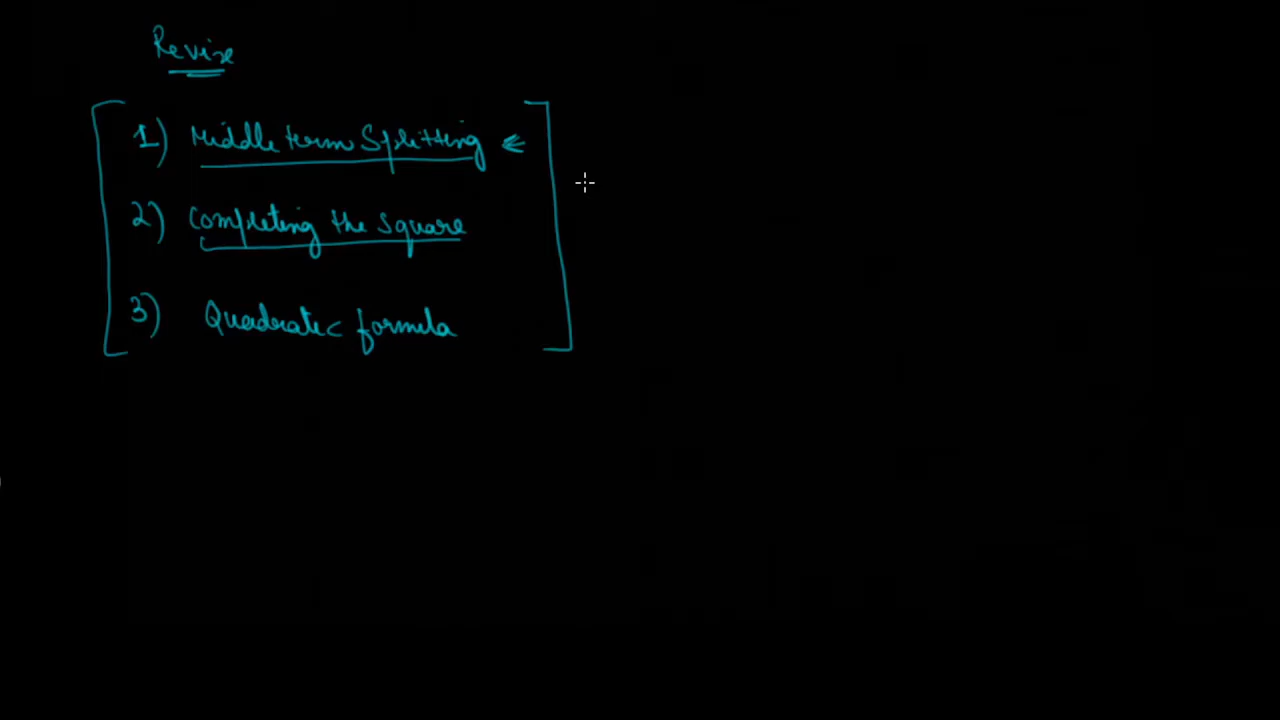 Revise
1) Middle term Splitting
2) Completing the square
3) Quadratic formula